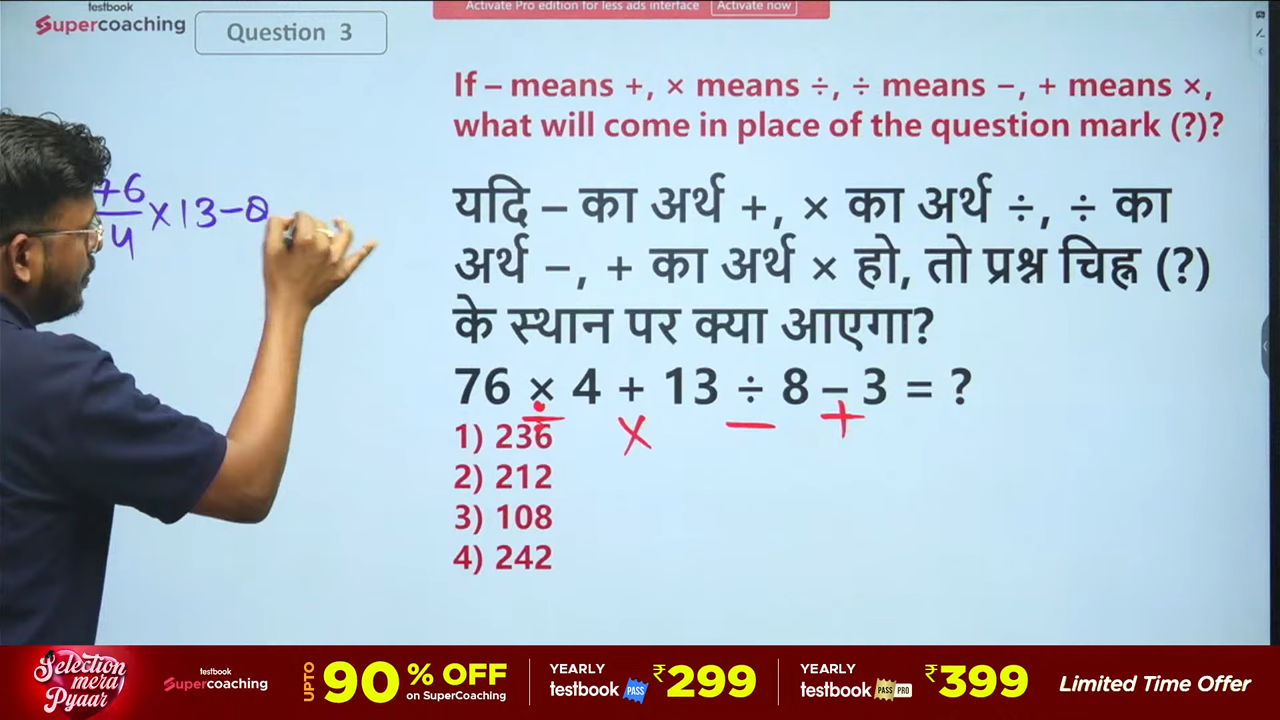 testbook
Supercoaching
Question 3
Activate Pro edition for less ads interface Activate now
If – means +, × means ÷, ÷ means −, + means ×,
what will come in place of the question mark (?)?
76/4 ×13-8
यदि – का अर्थ +, × का अर्थ ÷, ÷ का
अर्थ −, + का अर्थ × हो, तो प्रश्न चिह्न (?)
के स्थान पर क्या आएगा?
76 × 4 + 13 ÷ 8 – 3 = ?
÷ × − +
1) 236
2) 212
3) 108
4) 242
Selection
mera
Pyaar
testbook
Supercoaching
UPTO 90% OFF
on SuperCoaching
YEARLY
testbook PASS
₹299
YEARLY
testbook PASS PRO
₹399
Limited Time Offer